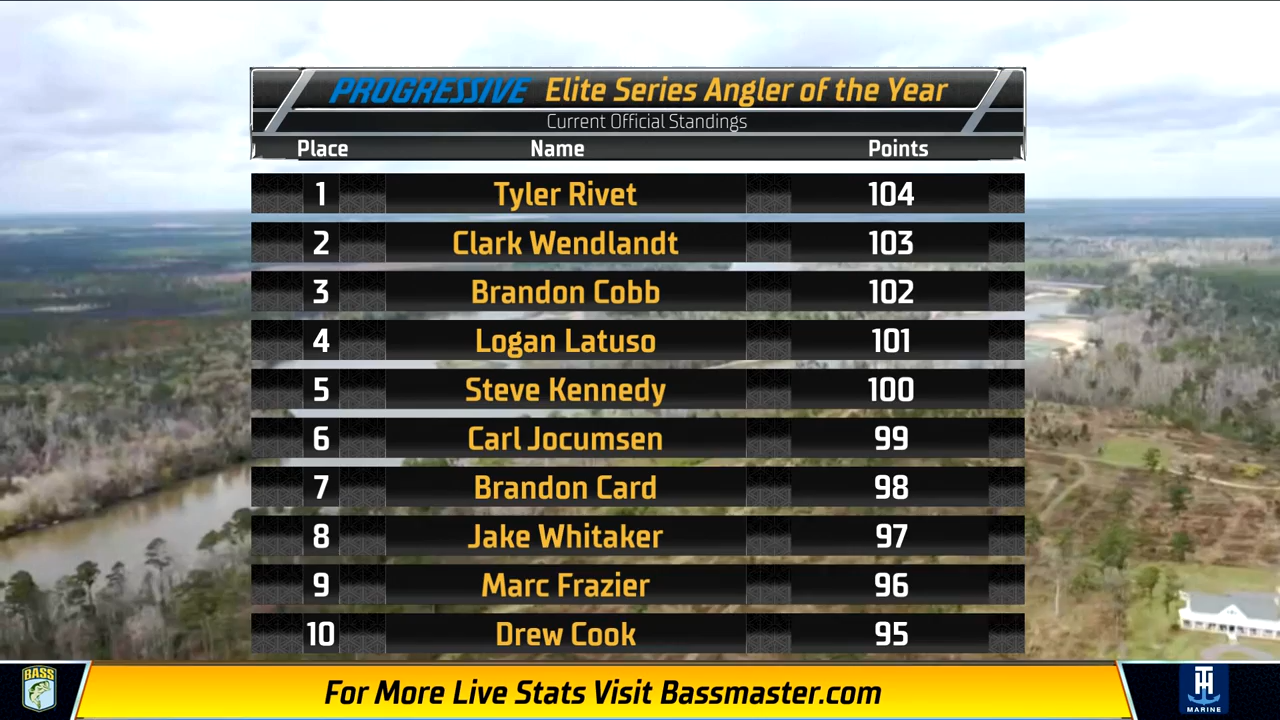 PROGRESSIVE Elite Series Angler of the Year
Current Official Standings
Place Name Points
1 Tyler Rivet 104
2 Clark Wendlandt 103
3 Brandon Cobb 102
4 Logan Latuso 101
5 Steve Kennedy 100
6 Carl Jocumsen 99
7 Brandon Card 98
8 Jake Whitaker 97
9 Marc Frazier 96
10 Drew Cook 95
BASS For More Live Stats Visit Bassmaster.com TH MARINE